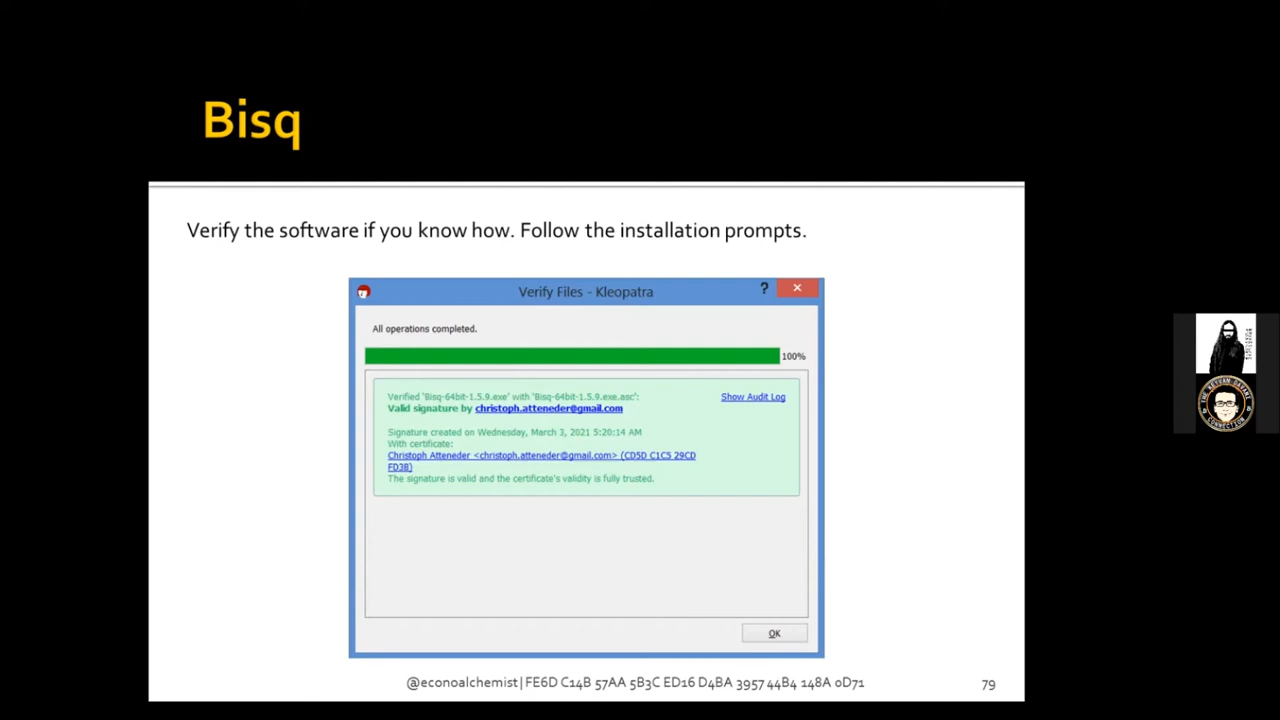 Bisq
Verify the software if you know how. Follow the installation prompts.
Verify Files - Kleopatra
?
All operations completed.
100%
Verified 'Bisq-64bit-1.5.9.exe' with 'Bisq-64bit-1.5.9.exe.asc':
Show Audit Log
Valid signature by christoph.atteneder@gmail.com
Signature created on Wednesday, March 3, 2021 5:20:14 AM
With certificate:
Christoph Atteneder <christoph.atteneder@gmail.com> (CD5D C1C5 29CD
FD3B)
The signature is valid and the certificate's validity is fully trusted.
OK
@econoalchemist| FE6D C14B 57AA 5B3C ED16 D4BA 3957 44B4 148A 0D71
79
THE KEYVAN DAVANI
CONNECTION